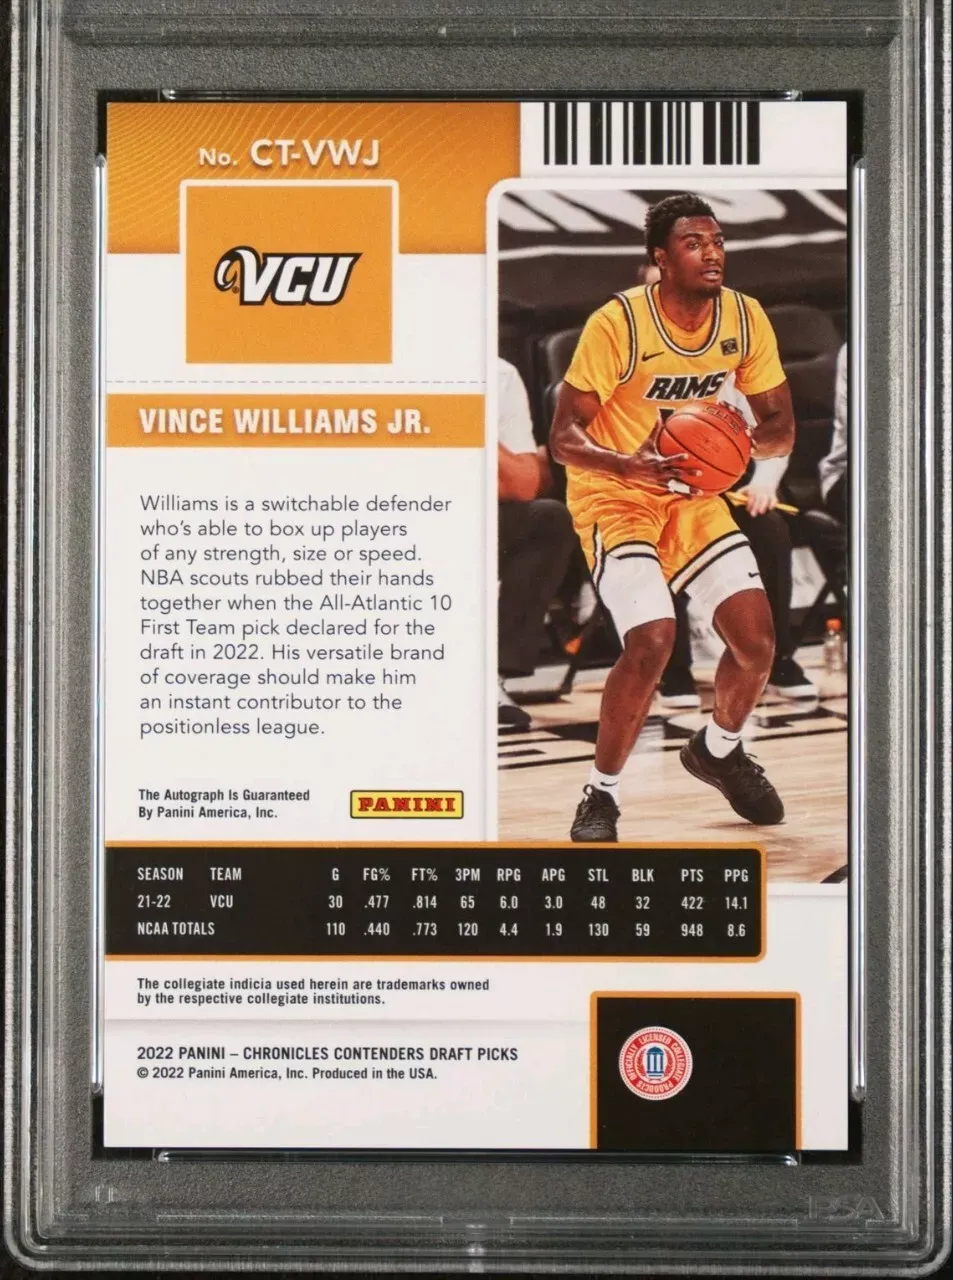 No. CT-VWJ
VCU
VINCE WILLIAMS JR.
Williams is a switchable defender
who's able to box up players
of any strength, size or speed.
NBA scouts rubbed their hands
together when the All-Atlantic 10
First Team pick declared for the
draft in 2022. His versatile brand
of coverage should make him
an instant contributor to the
positionless league.
The Autograph Is Guaranteed
By Panini America, Inc.
PANINI
RAMS
SEASON TEAM G FG% FT% 3PM RPG APG STL BLK PTS PPG
21-22 VCU 30 .477 .814 65 6.0 3.0 48 32 422 14.1
NCAA TOTALS 110 .440 .773 120 4.4 1.9 130 59 948 8.6
The collegiate indicia used herein are trademarks owned
by the respective collegiate institutions.
2022 PANINI – CHRONICLES CONTENDERS DRAFT PICKS
© 2022 Panini America, Inc. Produced in the USA.
OFFICIALLY LICENSED COLLEGIATE PRODUCTS
PSA